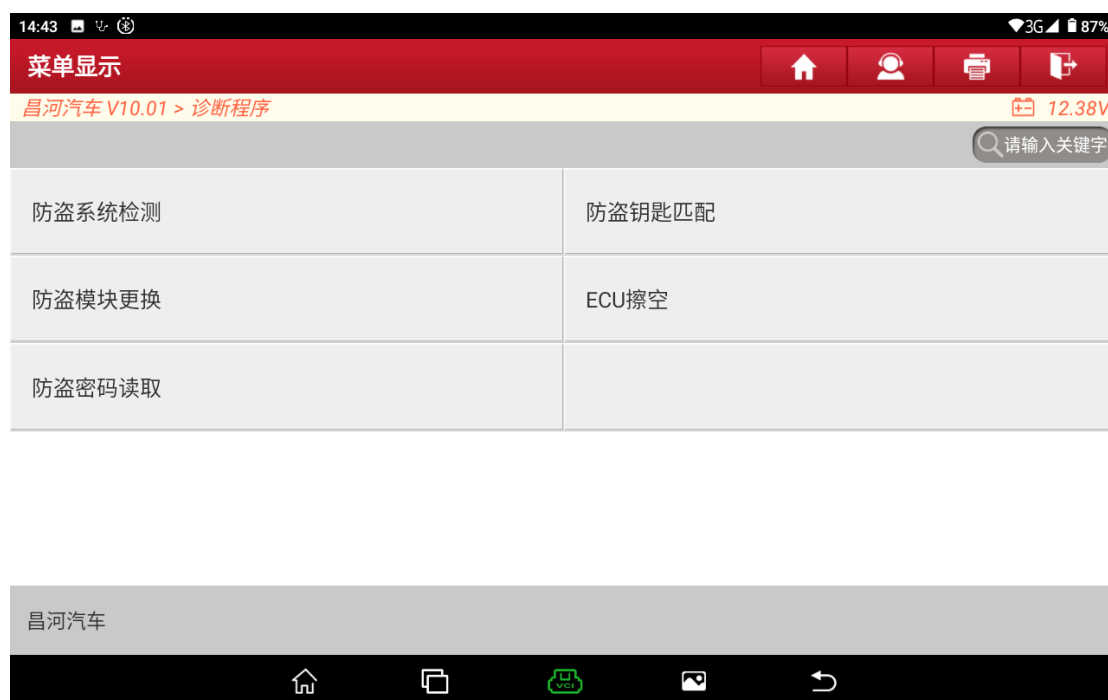 14:43 3G 87%
菜单显示
昌河汽车 V10.01 > 诊断程序 12.38V
请输入关键字
防盗系统检测 防盗钥匙匹配
防盗模块更换 ECU擦空
防盗密码读取
昌河汽车
VCI